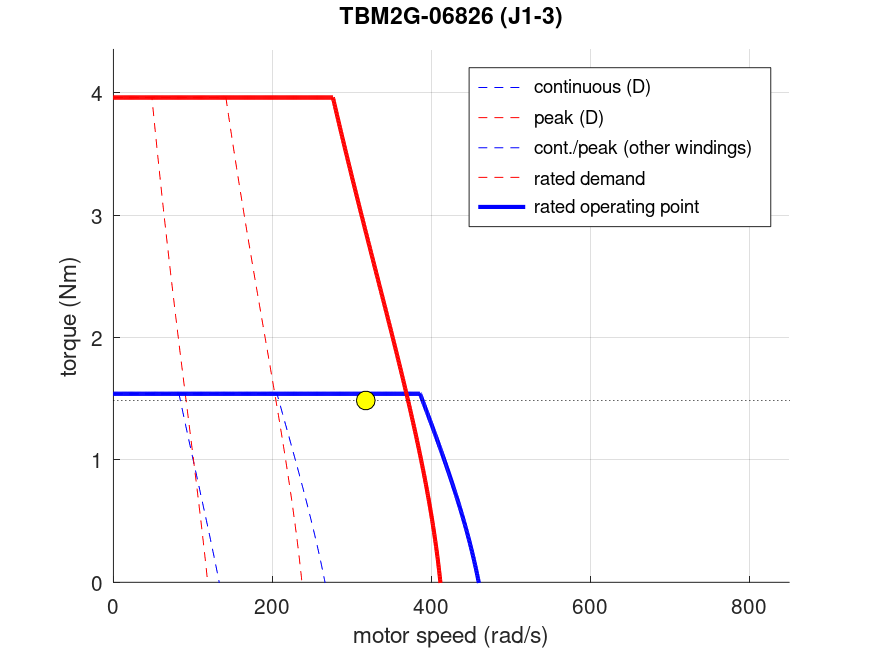 TBM2G-06826 (J1-3)
continuous (D)
peak (D)
cont./peak (other windings)
rated demand
rated operating point
4
3
2
1
0
torque (Nm)
0 200 400 600 800
motor speed (rad/s)